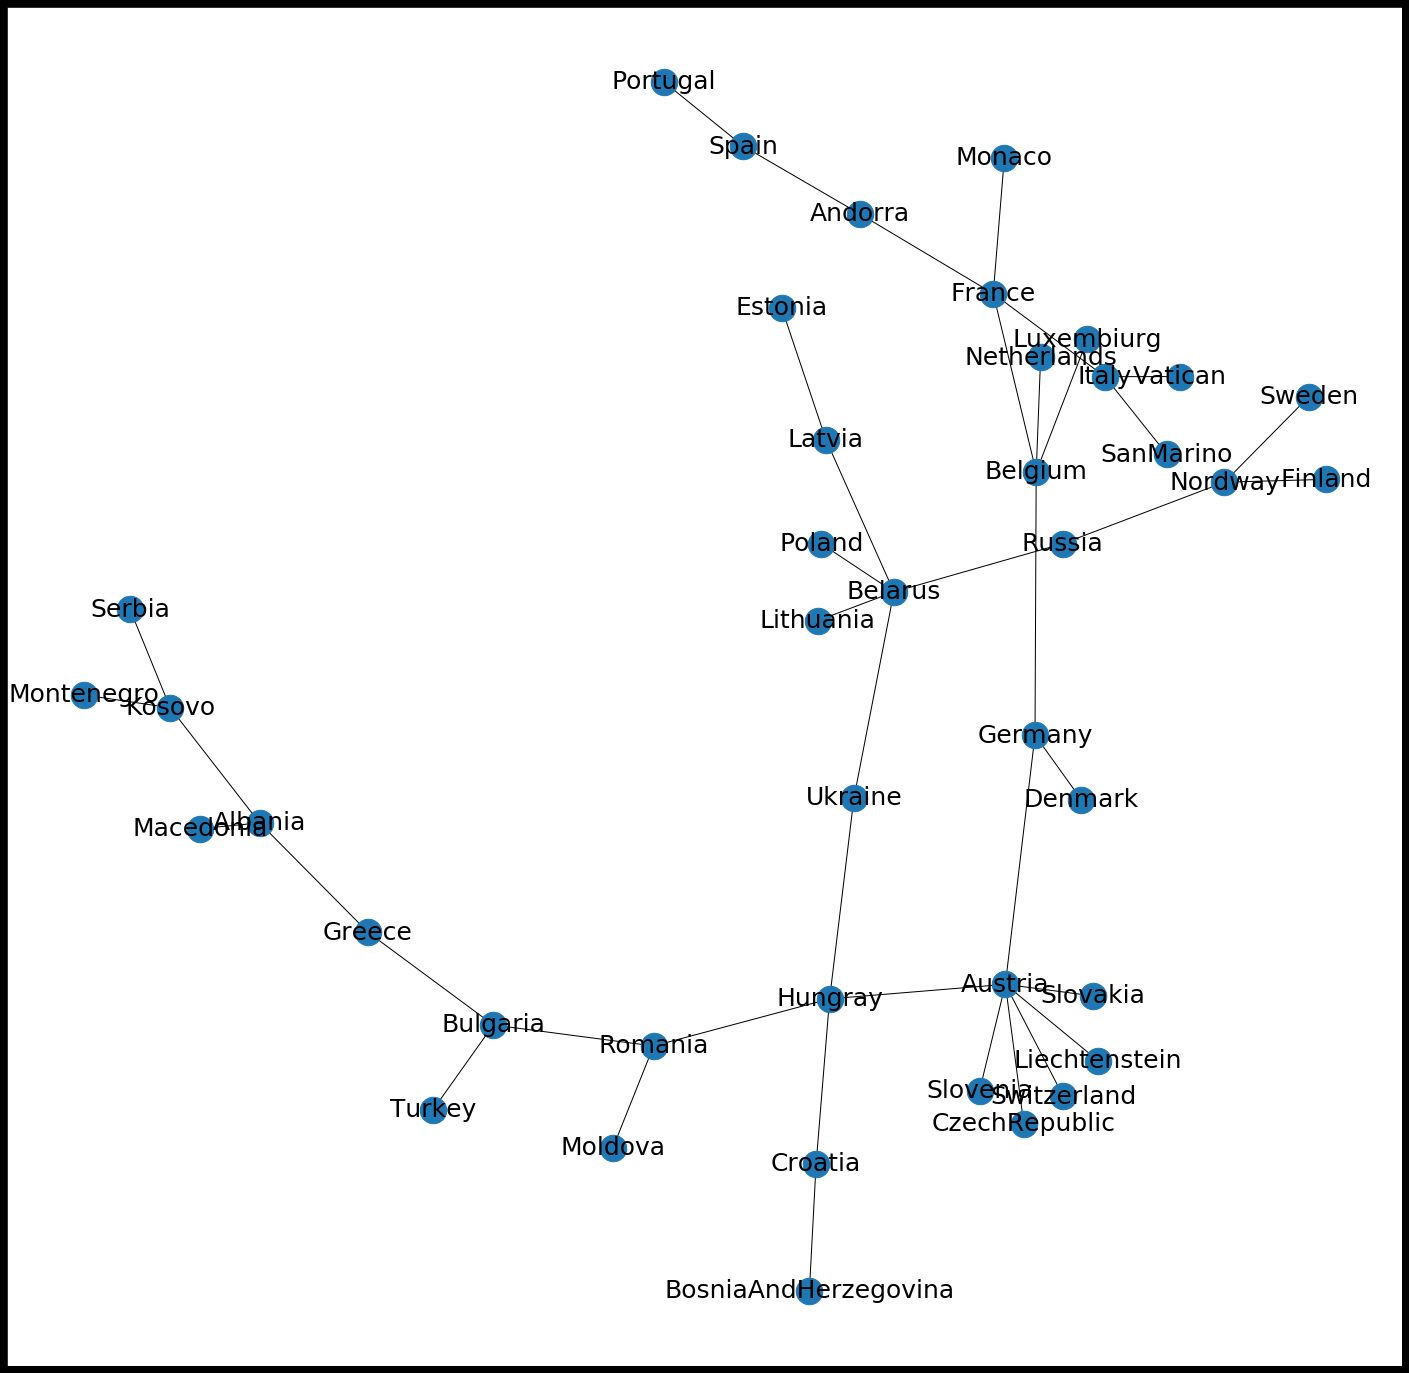 Portugal
Spain
Monaco
Andorra
France
Estonia
Luxembiurg
Netherlands
Italy
Vatican
Sweden
Latvia
SanMarino
Belgium
Nordway
Finland
Poland
Russia
Belarus
Lithuania
Serbia
Montenegro
Kosovo
Germany
Ukraine
Denmark
Albania
Macedonia
Greece
Austria
Slovakia
Hungray
Bulgaria
Romania
Liechtenstein
Slovenia
Switzerland
Turkey
CzechRepublic
Moldova
Croatia
BosniaAndHerzegovina